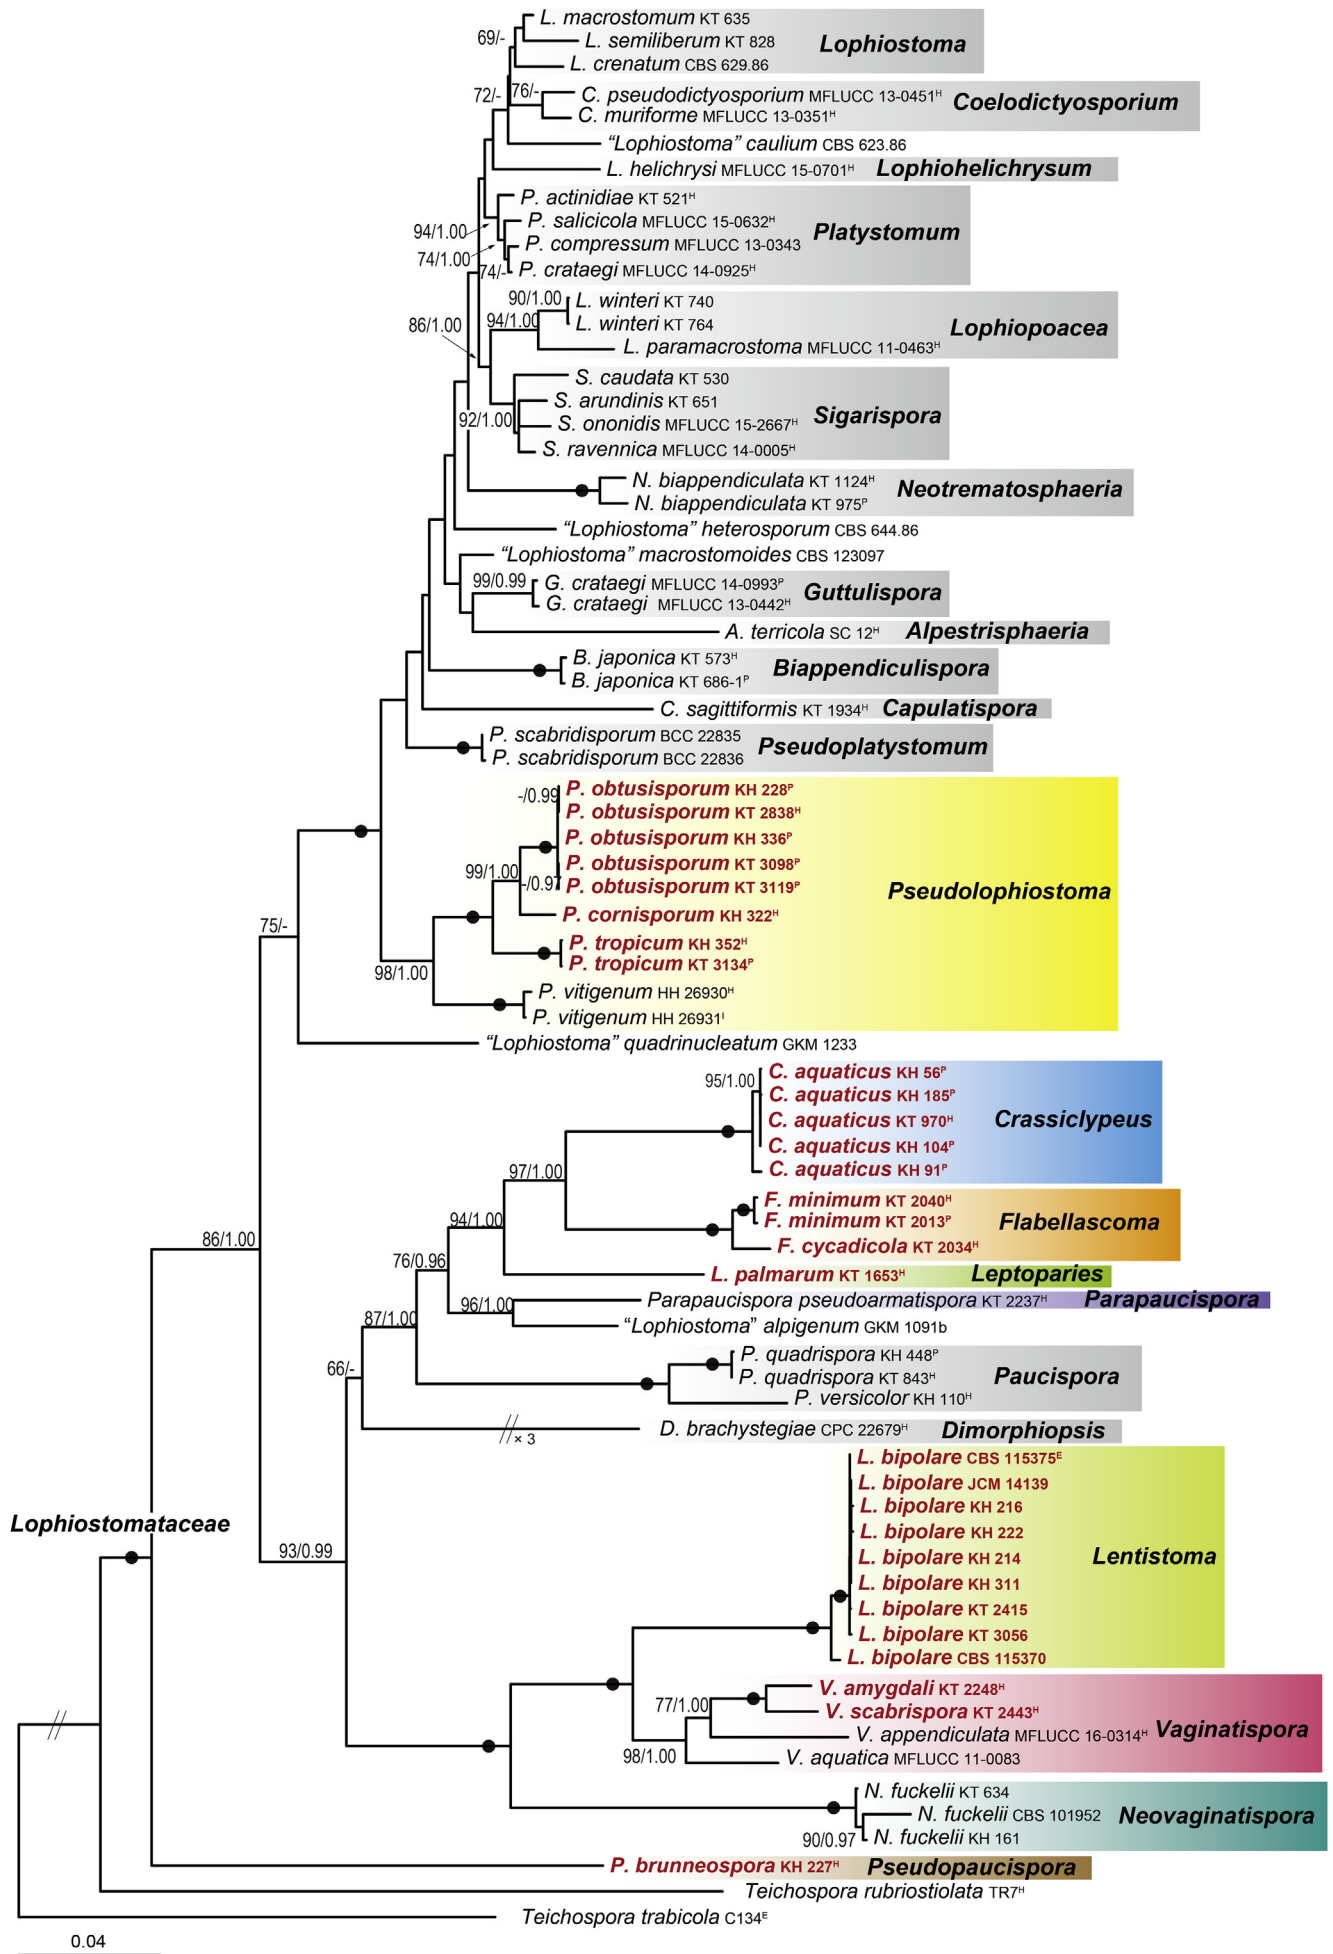 L. macrostomum KT 635
69/-
L. semiliberum KT 828
Lophiostoma
L. crenatum CBS 629.86
72/-
76/-
C. pseudodictyosporium MFLUCC 13-0451ᴴ
Coelodictyosporium
C. muriforme MFLUCC 13-0351ᴴ
“Lophiostoma” caulium CBS 623.86
L. helichrysi MFLUCC 15-0701ᴴ
Lophiohelichrysum
P. actinidiae KT 521ᴴ
P. salicicola MFLUCC 15-0632ᴴ
94/1.00
Platystomum
P. compressum MFLUCC 13-0343
74/1.00
74/-
P. crataegi MFLUCC 14-0925ᴴ
90/1.00
L. winteri KT 740
86/1.00
94/1.00
L. winteri KT 764
Lophiopoacea
L. paramacrostoma MFLUCC 11-0463ᴴ
S. caudata KT 530
S. arundinis KT 651
92/1.00
Sigarispora
S. ononidis MFLUCC 15-2667ᴴ
S. ravennica MFLUCC 14-0005ᴴ
N. biappendiculata KT 1124ᴴ
Neotrematosphaeria
N. biappendiculata KT 975ᴾ
“Lophiostoma” heterosporum CBS 644.86
“Lophiostoma” macrostomoides CBS 123097
99/0.99
G. crataegi MFLUCC 14-0993ᴾ
Guttulispora
G. crataegi MFLUCC 13-0442ᴴ
A. terricola SC 12ᴴ
Alpestrisphaeria
B. japonica KT 573ᴴ
Biappendiculispora
B. japonica KT 686-1ᴾ
C. sagittiformis KT 1934ᴴ
Capulatispora
P. scabridisporum BCC 22835
Pseudoplatystomum
P. scabridisporum BCC 22836
P. obtusisporum KH 228ᴾ
-/0.99
P. obtusisporum KT 2838ᴴ
P. obtusisporum KH 336ᴾ
P. obtusisporum KT 3098ᴾ
99/1.00
-/0.97
P. obtusisporum KT 3119ᴾ
Pseudolophiostoma
P. cornisporum KH 322ᴴ
75/-
P. tropicum KH 352ᴴ
P. tropicum KT 3134ᴾ
98/1.00
P. vitigenum HH 26930ᴴ
P. vitigenum HH 26931ᴵ
“Lophiostoma” quadrinucleatum GKM 1233
C. aquaticus KH 56ᴾ
95/1.00
C. aquaticus KH 185ᴾ
C. aquaticus KT 970ᴴ
Crassiclypeus
C. aquaticus KH 104ᴾ
C. aquaticus KH 91ᴾ
97/1.00
F. minimum KT 2040ᴴ
94/1.00
F. minimum KT 2013ᴾ
Flabellascoma
86/1.00
F. cycadicola KT 2034ᴴ
76/0.96
L. palmarum KT 1653ᴴ
Leptoparies
96/1.00
Parapaucispora pseudoarmatispora KT 2237ᴴ
Parapaucispora
87/1.00
“Lophiostoma” alpigenum GKM 1091b
P. quadrispora KH 448ᴾ
66/-
P. quadrispora KT 843ᴴ
Paucispora
P. versicolor KH 110ᴴ
× 3
D. brachystegiae CPC 22679ᴴ
Dimorphiopsis
L. bipolare CBS 115375ᴱ
L. bipolare JCM 14139
L. bipolare KH 216
Lophiostomataceae
L. bipolare KH 222
93/0.99
L. bipolare KH 214
Lentistoma
L. bipolare KH 311
L. bipolare KT 2415
L. bipolare KT 3056
L. bipolare CBS 115370
V. amygdali KT 2248ᴴ
77/1.00
V. scabrispora KT 2443ᴴ
V. appendiculata MFLUCC 16-0314ᴴ
Vaginatispora
98/1.00
V. aquatica MFLUCC 11-0083
N. fuckelii KT 634
N. fuckelii CBS 101952
Neovaginatispora
90/0.97
N. fuckelii KH 161
P. brunneospora KH 227ᴴ
Pseudopaucispora
Teichospora rubriostiolata TR7ᴴ
Teichospora trabicola C134ᴱ
0.04